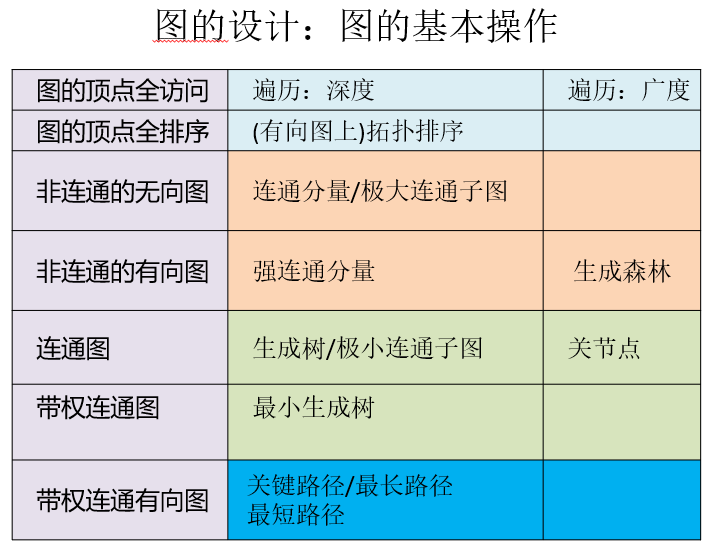 图的设计：图的基本操作
图的顶点全访问 遍历：深度 遍历：广度
图的顶点全排序 (有向图上)拓扑排序
非连通的无向图 连通分量/极大连通子图
非连通的有向图 强连通分量 生成森林
连通图 生成树/极小连通子图 关节点
带权连通图 最小生成树
带权连通有向图 关键路径/最长路径
最短路径